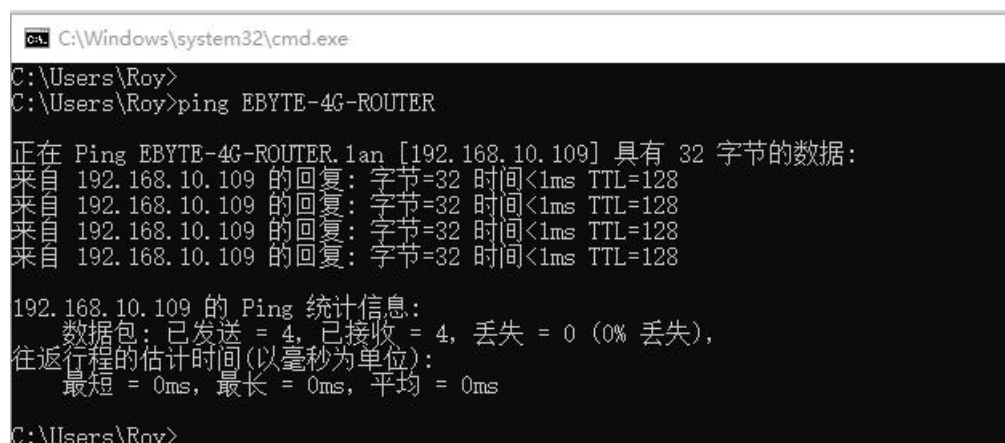 C:\Windows\system32\cmd.exe
C:\Users\Roy>
C:\Users\Roy>ping EBYTE-4G-ROUTER
正在 Ping EBYTE-4G-ROUTER.lan [192.168.10.109] 具有 32 字节的数据:
来自 192.168.10.109 的回复: 字节=32 时间<1ms TTL=128
来自 192.168.10.109 的回复: 字节=32 时间<1ms TTL=128
来自 192.168.10.109 的回复: 字节=32 时间<1ms TTL=128
来自 192.168.10.109 的回复: 字节=32 时间<1ms TTL=128
192.168.10.109 的 Ping 统计信息:
数据包: 已发送 = 4, 已接收 = 4, 丢失 = 0 (0% 丢失),
往返行程的估计时间(以毫秒为单位):
最短 = 0ms, 最长 = 0ms, 平均 = 0ms
C:\Users\Roy>